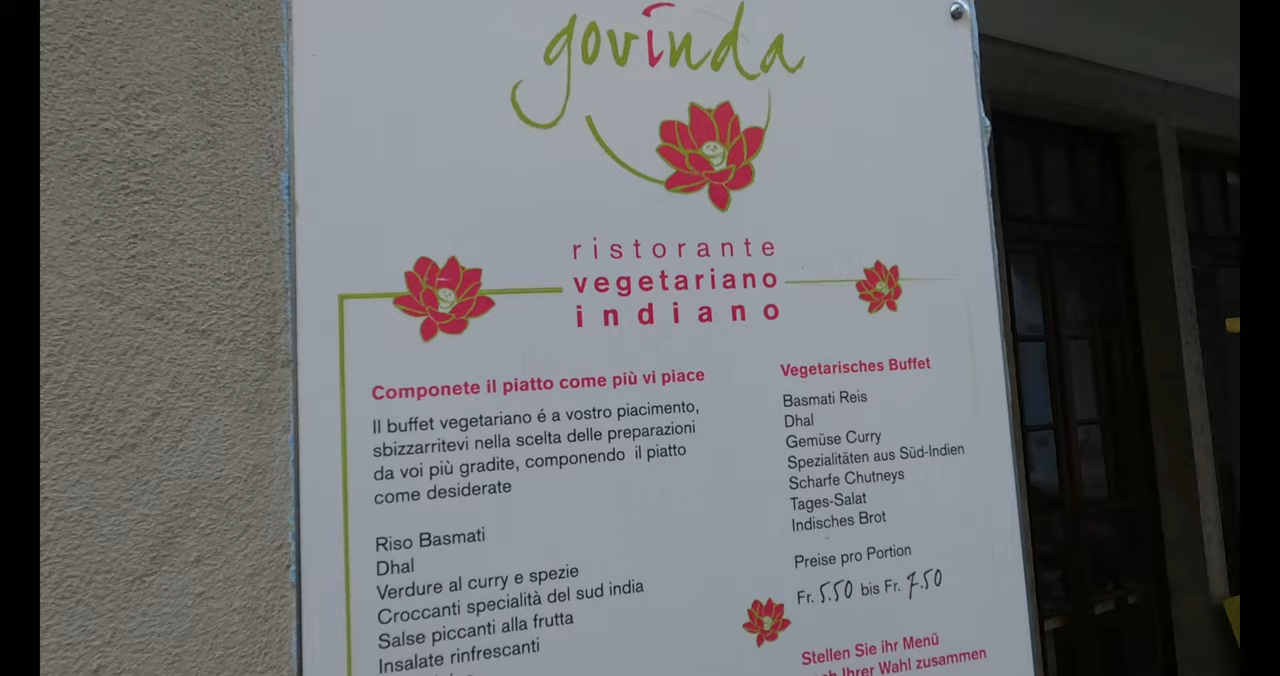 govinda
ristorante
vegetariano
indiano
Componete il piatto come più vi piace
Il buffet vegetariano é a vostro piacimento,
sbizzarritevi nella scelta delle preparazioni
da voi più gradite, componendo il piatto
come desiderate
Riso Basmati
Dhal
Verdure al curry e spezie
Croccanti specialità del sud india
Salse piccanti alla frutta
Insalate rinfrescanti
Vegetarisches Buffet
Basmati Reis
Dhal
Gemüse Curry
Spezialitäten aus Süd-Indien
Scharfe Chutneys
Tages-Salat
Indisches Brot
Preise pro Portion
Fr. 5.50 bis Fr. 7.50
Stellen Sie ihr Menü
Ihrer Wahl zusammen